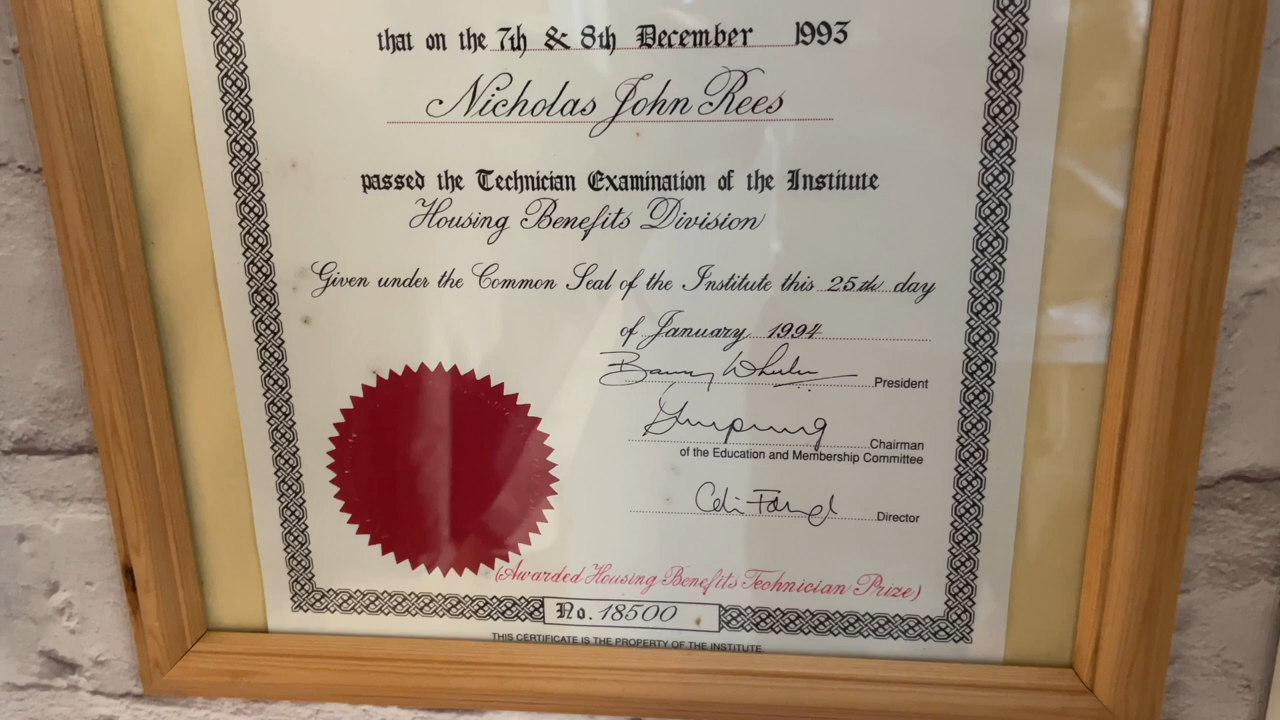 that on the 7th & 8th December 1993
Nicholas John Rees
passed the Technician Examination of the Institute
Housing Benefits Division
Given under the Common Seal of the Institute this 25th day
of January 1994
President
Chairman
of the Education and Membership Committee
Director
(Awarded Housing Benefits Technician Prize)
No. 18500
THIS CERTIFICATE IS THE PROPERTY OF THE INSTITUTE